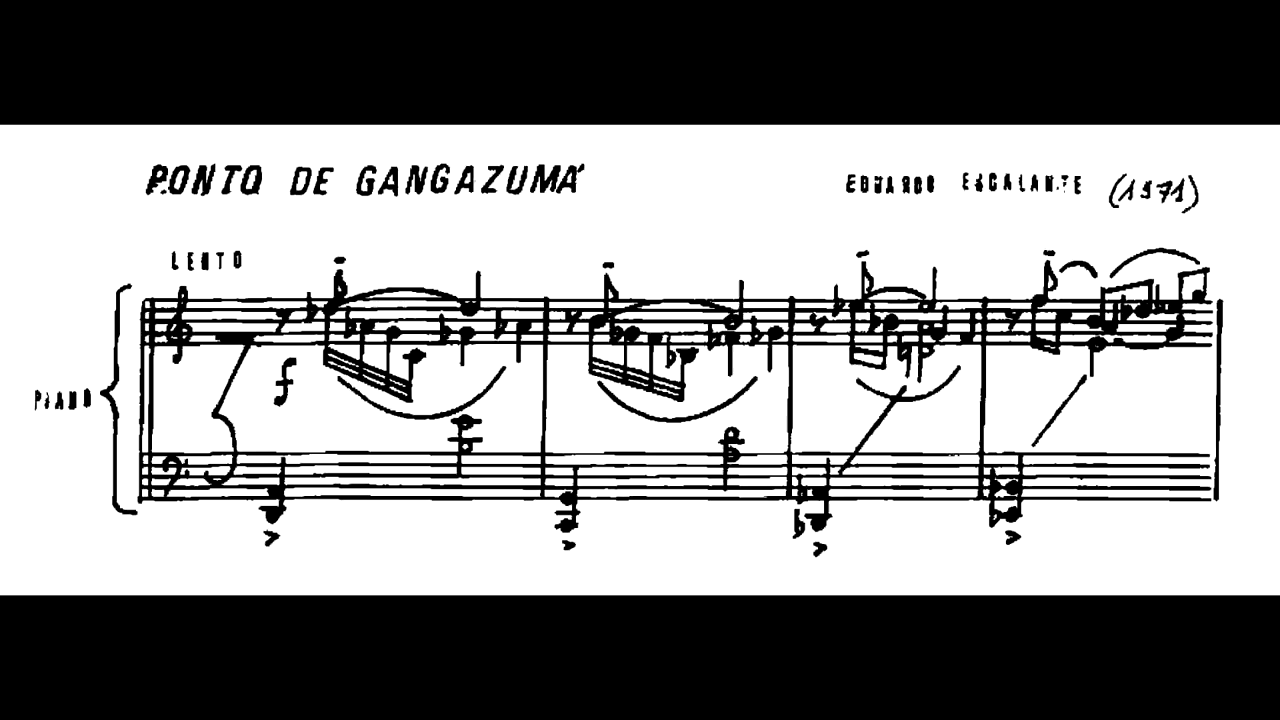 PONTO DE GANGAZUMÁ
EDUARDO ESCALANTE (1971)
LENTO
PIANO
f